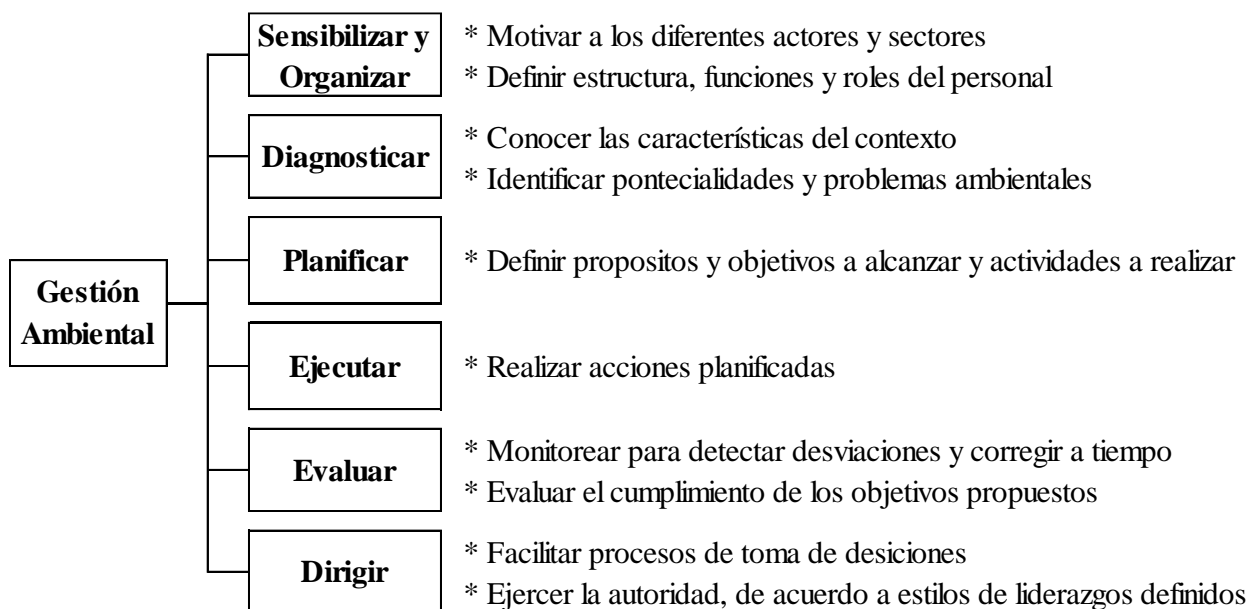 Sensibilizar y
Organizar
* Motivar a los diferentes actores y sectores
* Definir estructura, funciones y roles del personal
Diagnosticar
* Conocer las características del contexto
* Identificar pontecialidades y problemas ambientales
Gestión
Ambiental
Planificar
* Definir propositos y objetivos a alcanzar y actividades a realizar
Ejecutar
* Realizar acciones planificadas
Evaluar
* Monitorear para detectar desviaciones y corregir a tiempo
* Evaluar el cumplimiento de los objetivos propuestos
Dirigir
* Facilitar procesos de toma de desiciones
* Ejercer la autoridad, de acuerdo a estilos de liderazgos definidos